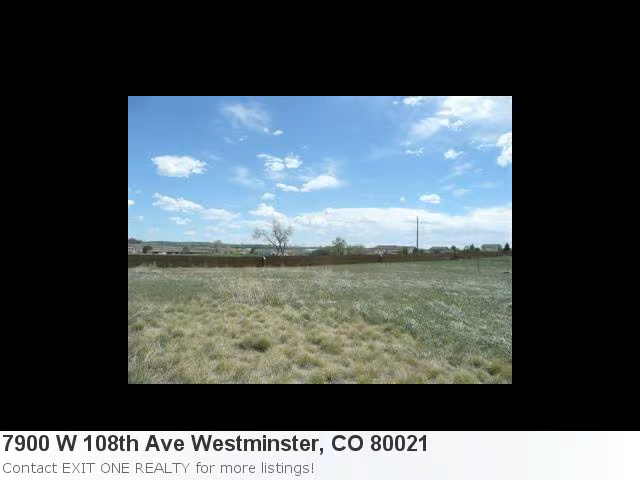 7900 W 108th Ave Westminster, CO 80021
Contact EXIT ONE REALTY for more listings!